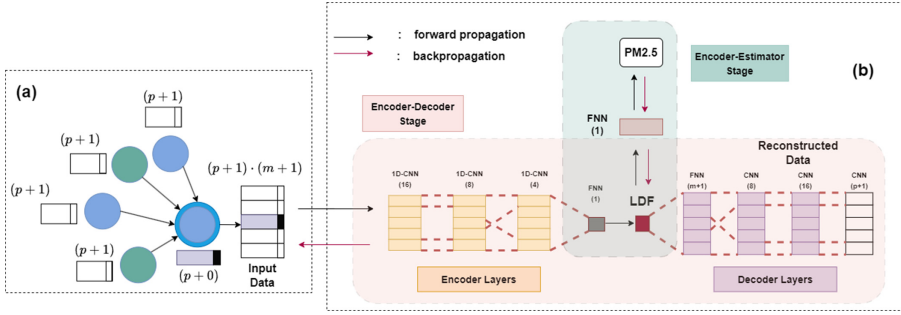 (a)
(p+1)
(p+1)
(p+1)
(p+1)
(p+0)
(p+1)·(m+1)
Input
Data
: forward propagation
: backpropagation
(b)
PM2.5
Encoder-Estimator
Stage
Encoder-Decoder
Stage
FNN
(1)
Reconstructed
Data
1D-CNN
(16)
1D-CNN
(8)
1D-CNN
(4)
FNN
(1)
LDF
FNN
(m+1)
CNN
(8)
CNN
(16)
CNN
(p+1)
Encoder Layers
Decoder Layers